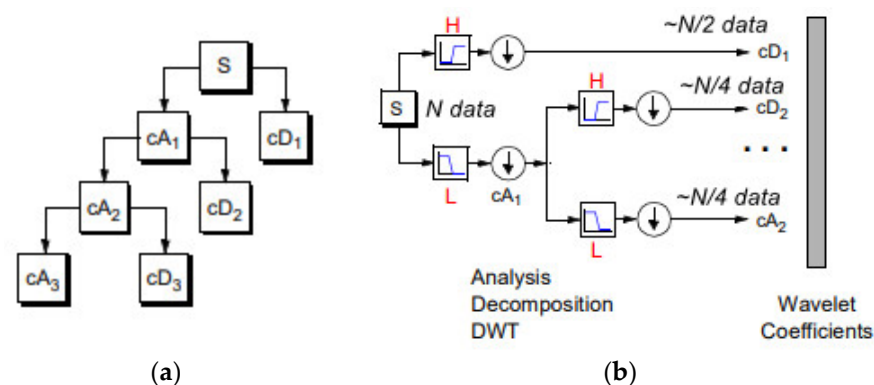 S
cA1
cD1
cA2
cD2
cA3
cD3
(a)
H
~N/2 data
cD1
S
N data
H
~N/4 data
cD2
. . .
L
cA1
~N/4 data
cA2
L
Analysis
Decomposition
DWT
Wavelet
Coefficients
(b)